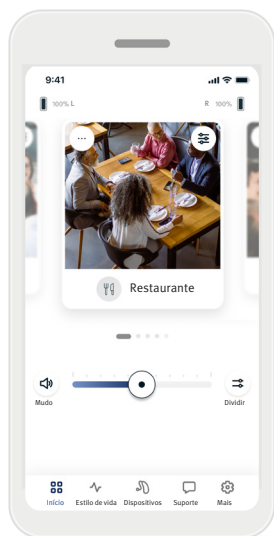 9:41
100% L
R 100%
Restaurante
Mudo
Dividir
Início
Estilo de vida
Dispositivos
Suporte
Mais